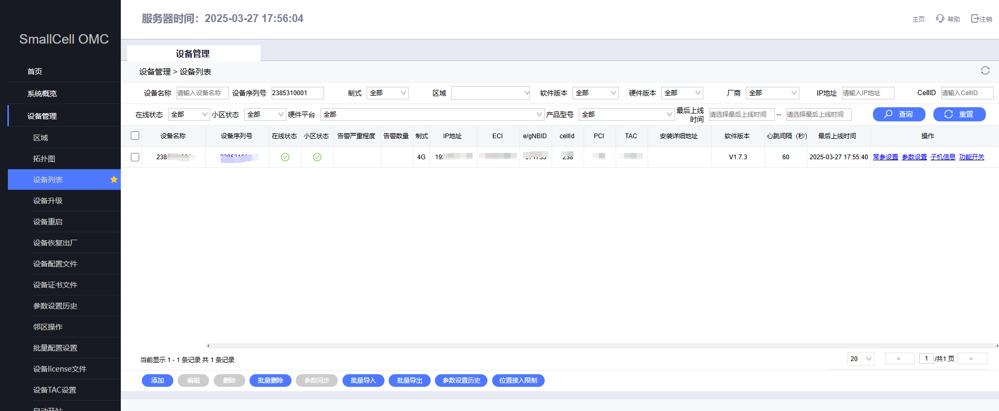 服务器时间：2025-03-27 17:56:04
主页 帮助 注销
SmallCell OMC
首页
系统概览
设备管理
区域
拓扑图
设备列表
设备升级
设备重启
设备恢复出厂
设备配置文件
设备证书文件
参数设置历史
邻区操作
批量配置设置
设备license文件
设备TAC设置
自动开站
设备管理
设备管理 > 设备列表
设备名称 请输入设备名称 设备序列号 2385310001 制式 全部 区域 软件版本 全部 硬件版本 全部 厂商 全部 IP地址 请输入IP地址 CellID 请输入CellID
在线状态 全部 小区状态 全部 硬件平台 全部 产品型号 全部 最后上线时间 请选择最后上线时间 -- 请选择最后上线时间 查询 重置
设备名称 设备序列号 在线状态 小区状态 告警严重程度 告警数量 制式 IP地址 ECI e/gNBID cellId PCI TAC 安装详细地址 软件版本 心跳间隔（秒） 最后上线时间 操作
238 4G 19 V1.7.3 60 2025-03-27 17:55:40 常参设置 参数设置 子机信息 功能开关
当前显示 1 - 1 条记录 共 1 条记录
20 < 1 /共1 页 >
添加 编辑 删除 批量删除 参数同步 批量导入 批量导出 参数设置历史 位置接入限制